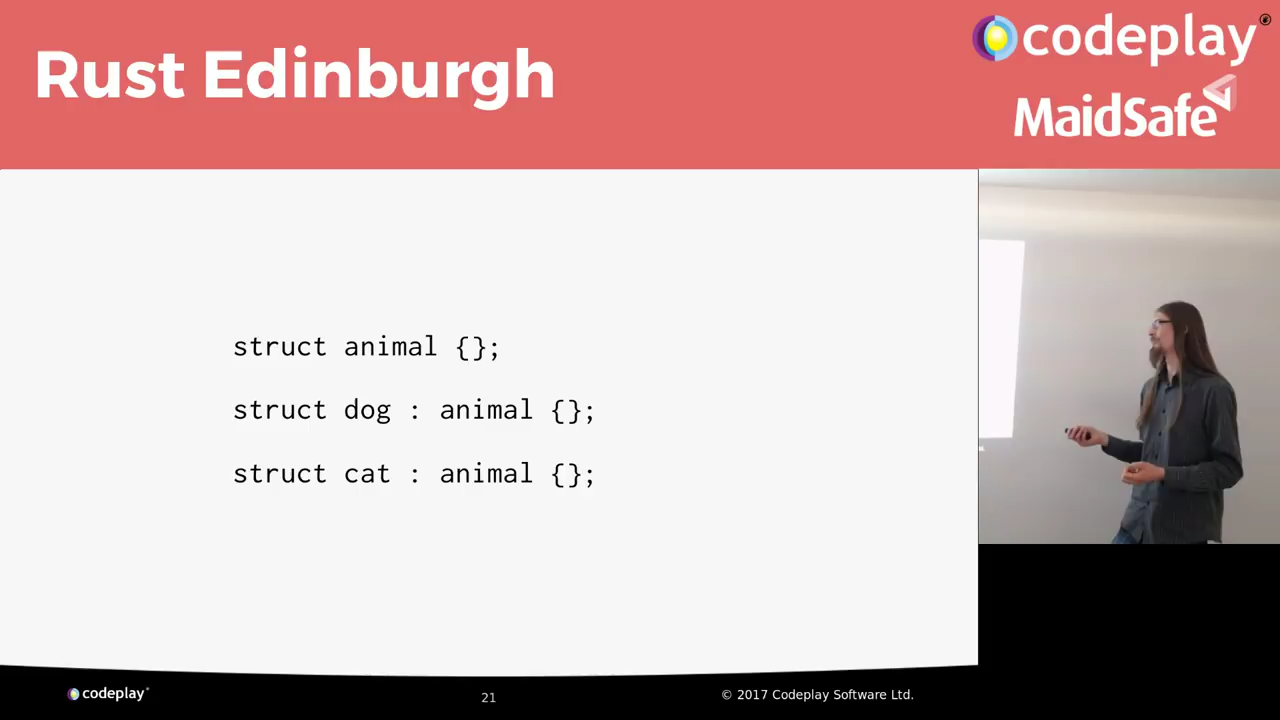 Rust Edinburgh
codeplay
MaidSafe
struct animal {};
struct dog : animal {};
struct cat : animal {};
codeplay
21
© 2017 Codeplay Software Ltd.